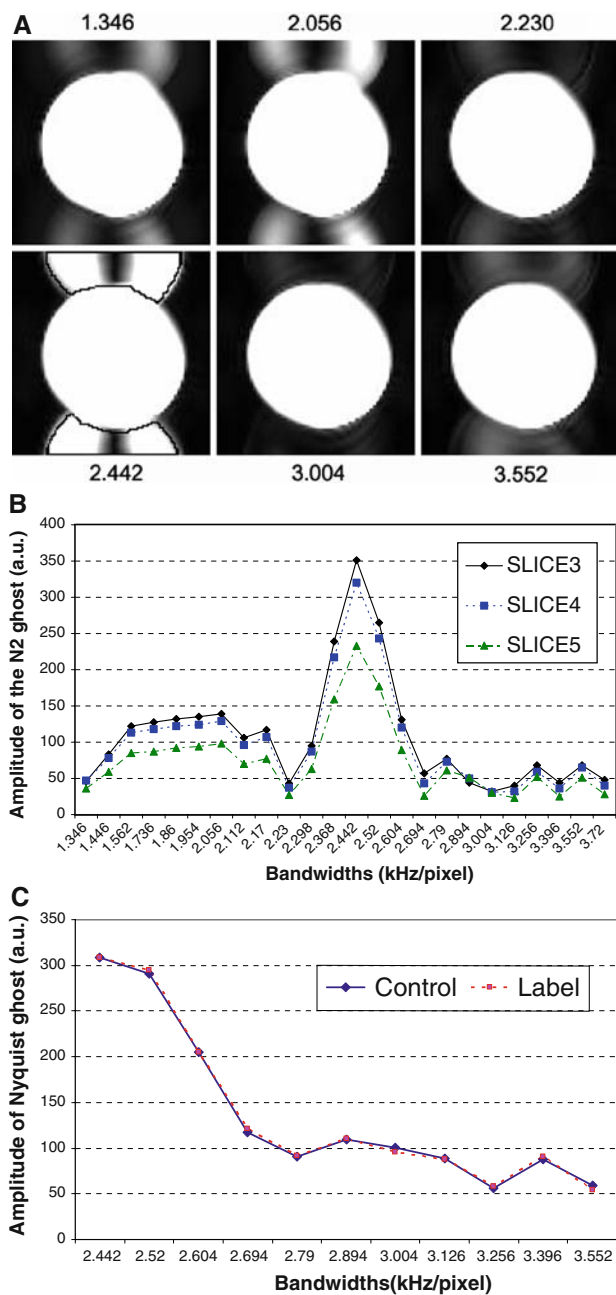 A
1.346 2.056 2.230
2.442 3.004 3.552
B
Amplitude of the N2 ghost (a.u.)
400
350
300
250
200
150
100
50
0
SLICE3
SLICE4
SLICE5
1.346 1.446 1.562 1.736 1.86 1.954 2.056 2.112 2.17 2.23 2.298 2.368 2.442 2.52 2.604 2.694 2.79 2.894 3.004 3.126 3.256 3.396 3.552 3.72
Bandwidths (kHz/pixel)
C
Amplitude of Nyquist ghost (a.u.)
350
300
250
200
150
100
50
0
Control Label
2.442 2.52 2.604 2.694 2.79 2.894 3.004 3.126 3.256 3.396 3.552
Bandwidths(kHz/pixel)